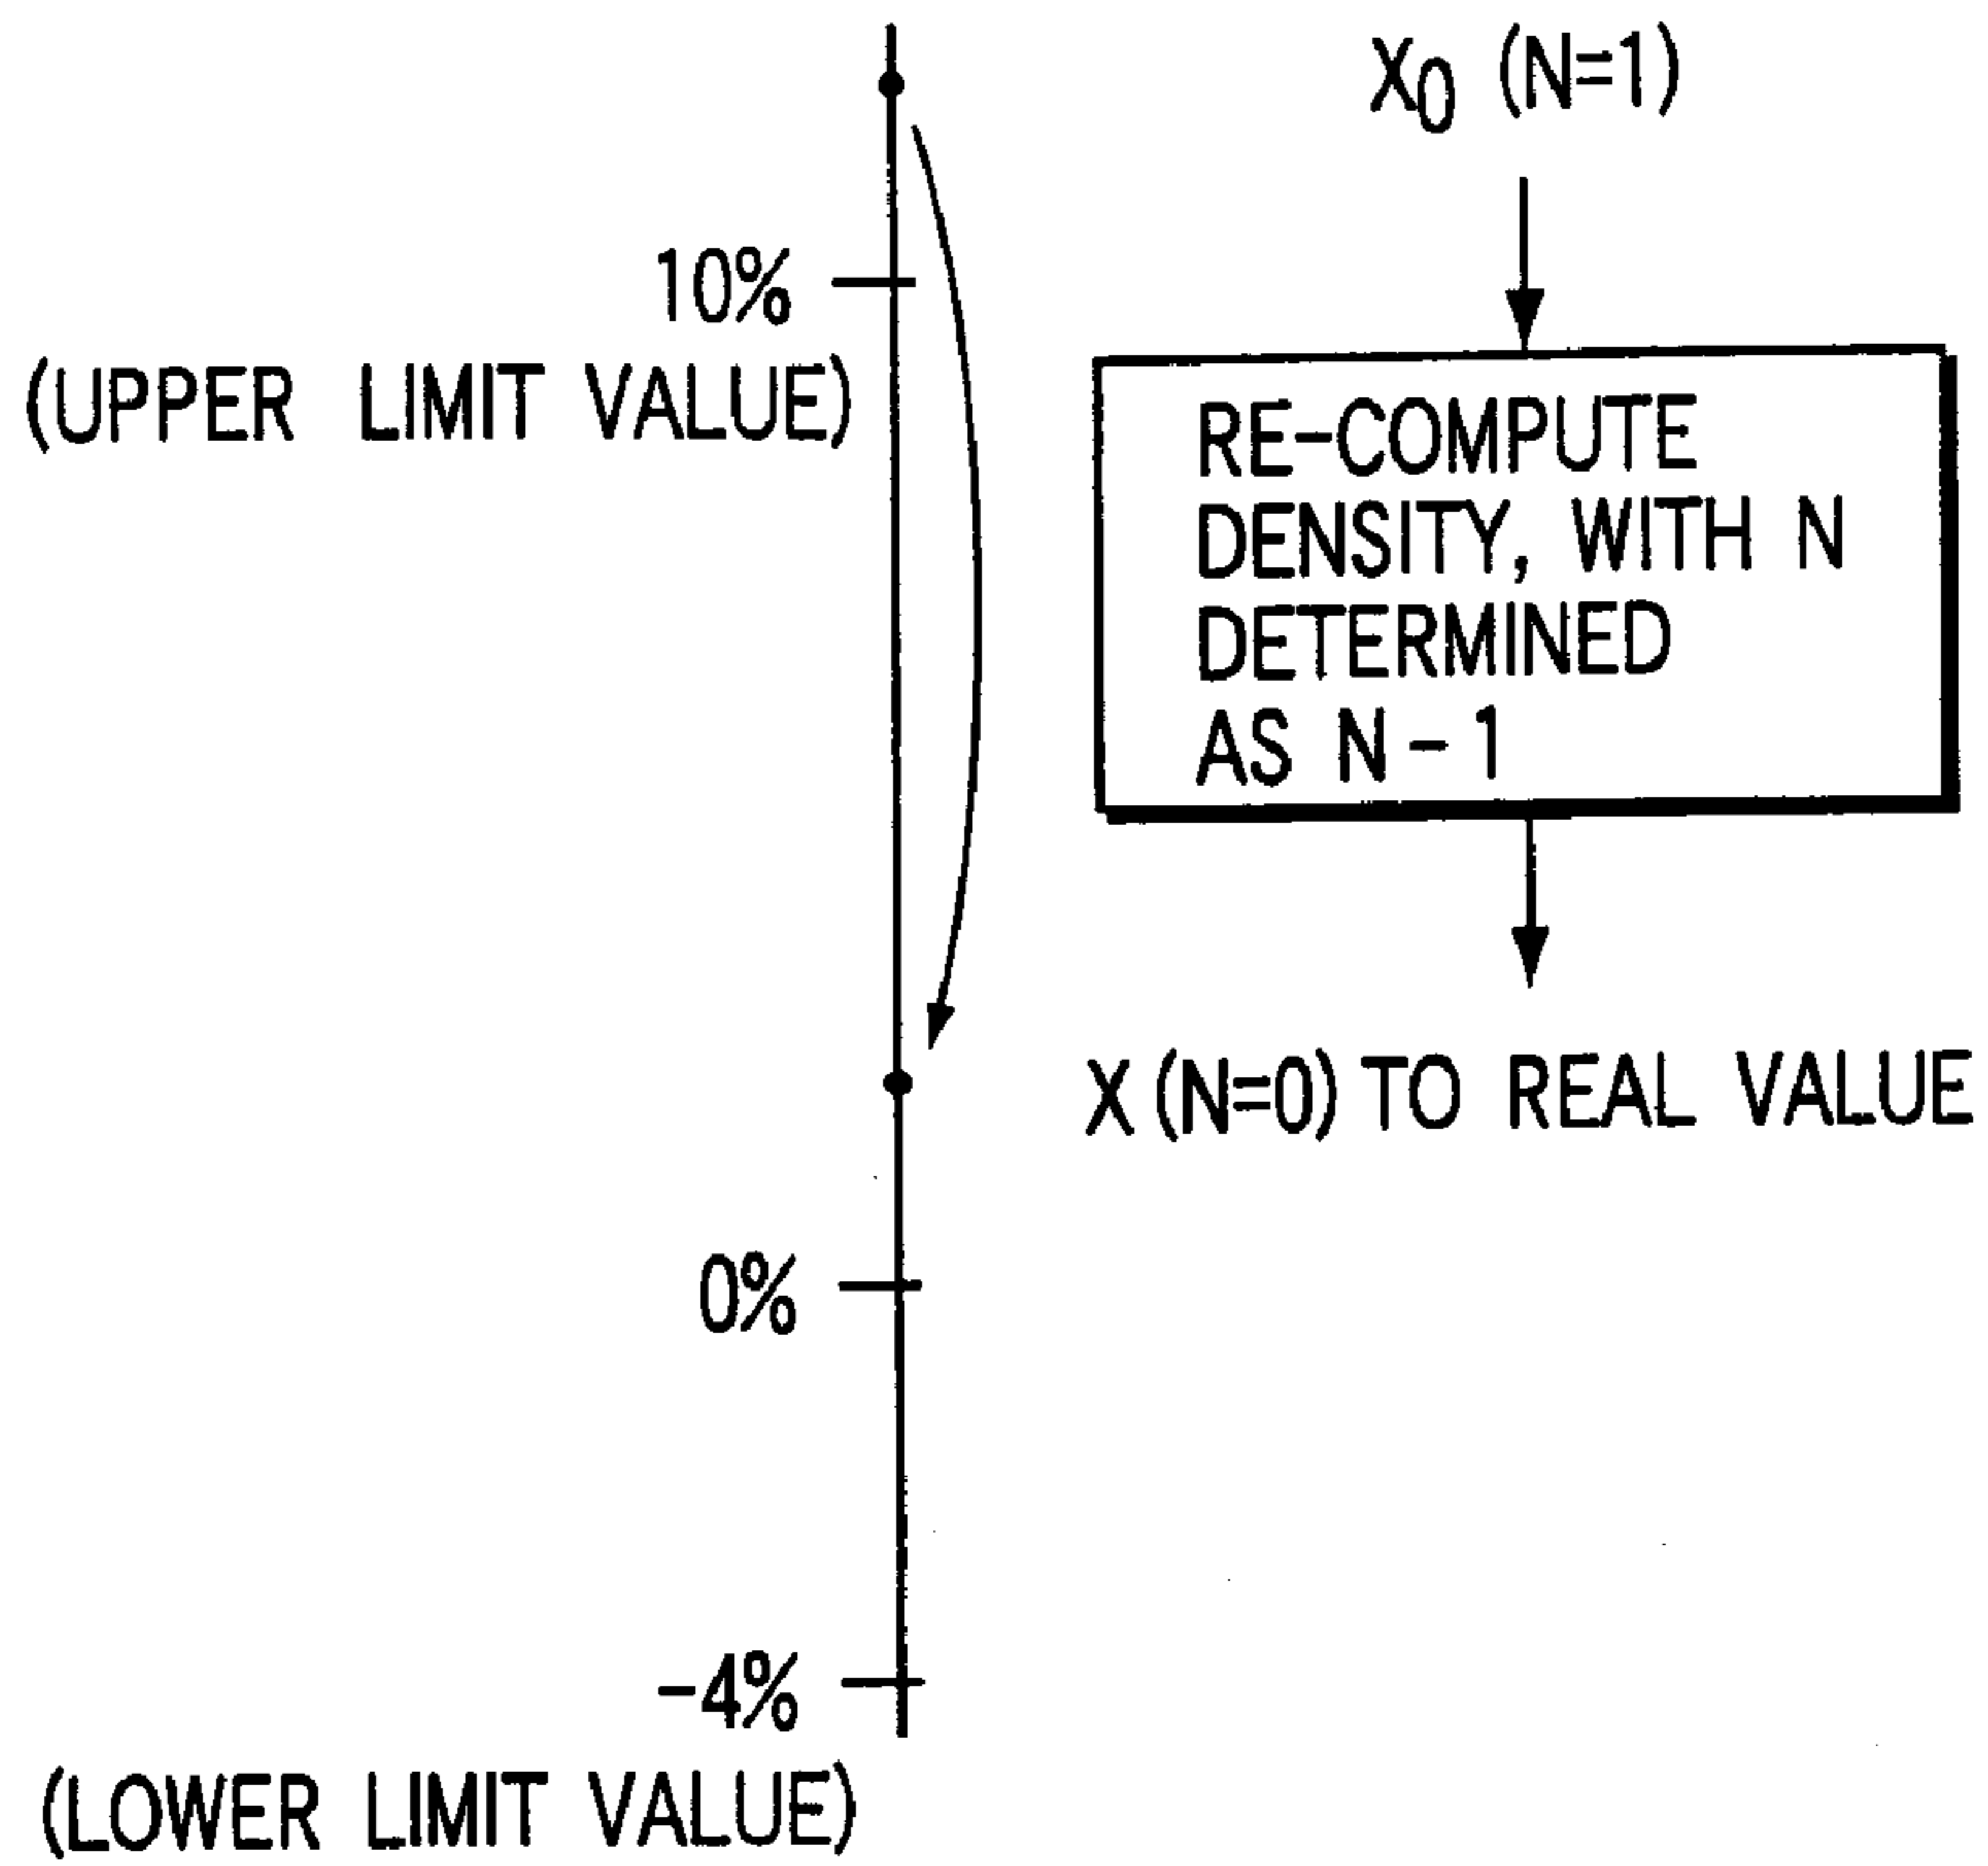 X0 (N=1)
10%
(UPPER LIMIT VALUE)
RE-COMPUTE
DENSITY, WITH N
DETERMINED
AS N-1
X (N=0) TO REAL VALUE
0%
-4%
(LOWER LIMIT VALUE)